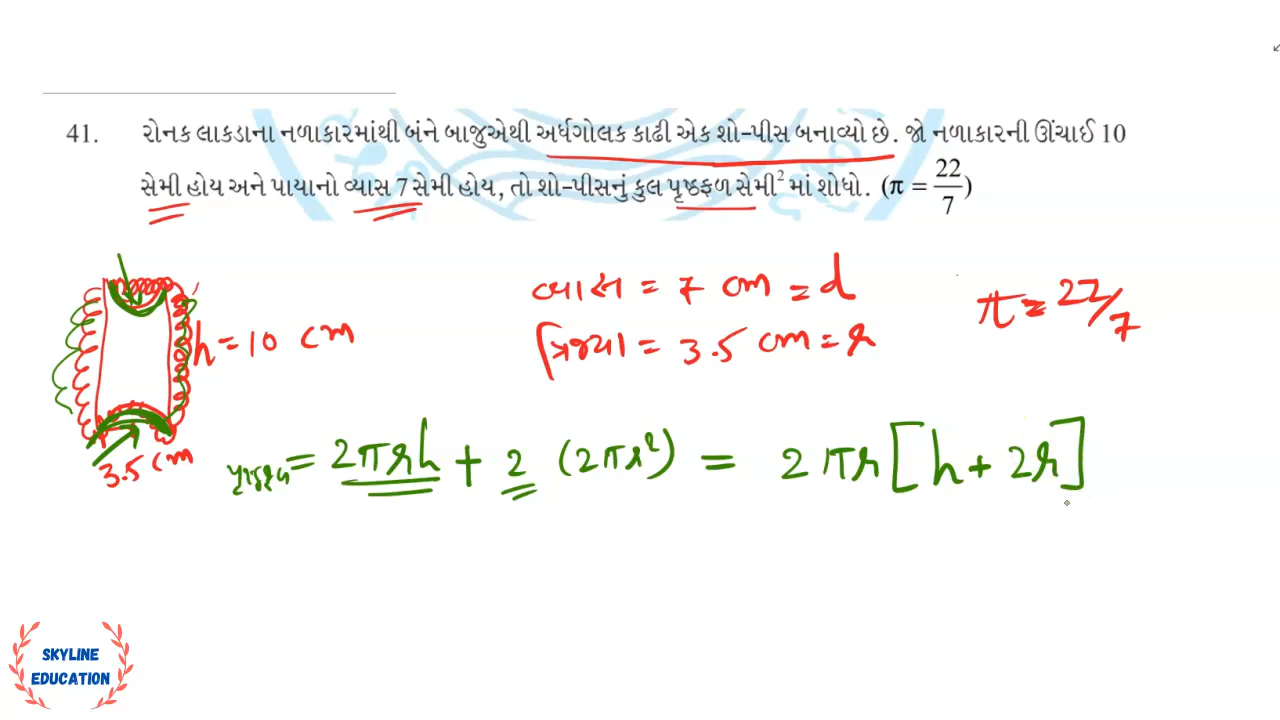 41. રોનક લાકડાના નળાકારમાંથી બંને બાજુએથી અર્ધગોલક કાઢી એક શો-પીસ બનાવ્યો છે. જો નળાકારની ઊંચાઈ 10
સેમી હોય અને પાયાનો વ્યાસ 7 સેમી હોય, તો શો-પીસનું કુલ પૃષ્ઠફળ સેમી² માં શોધો. (π = 22/7)
વ્યાસ = 7 cm = d
π = 22/7
h = 10 cm
ત્રિજ્યા = 3.5 cm = r
3.5 cm
પૃષ્ઠફળ = 2πrh + 2 (2πr²) = 2πr [h + 2r]
SKYLINE
EDUCATION